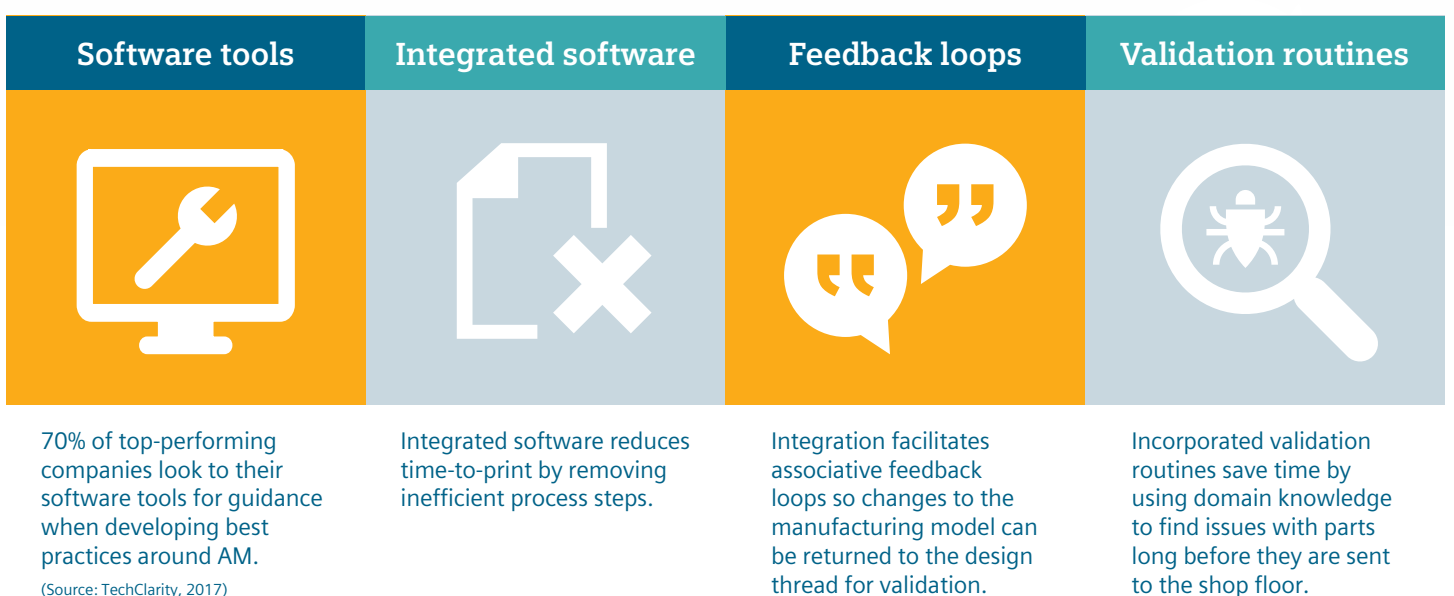 Software tools
Integrated software
Feedback loops
Validation routines
70% of top-performing
companies look to their
software tools for guidance
when developing best
practices around AM.
(Source: TechClarity, 2017)
Integrated software reduces
time-to-print by removing
inefficient process steps.
Integration facilitates
associative feedback
loops so changes to the
manufacturing model can
be returned to the design
thread for validation.
Incorporated validation
routines save time by
using domain knowledge
to find issues with parts
long before they are sent
to the shop floor.